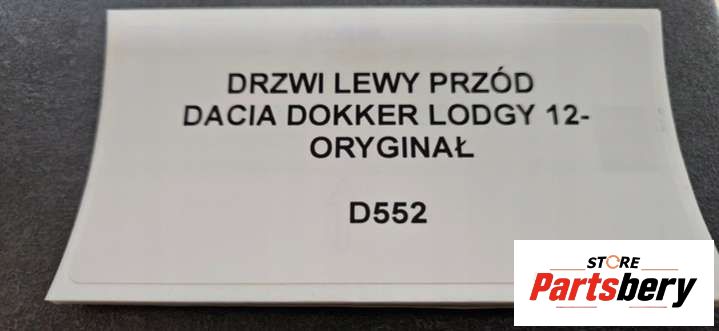 DRZWI LEWY PRZÓD
DACIA DOKKER LODGY 12-
ORYGINAŁ
D552
STORE
Partsbery